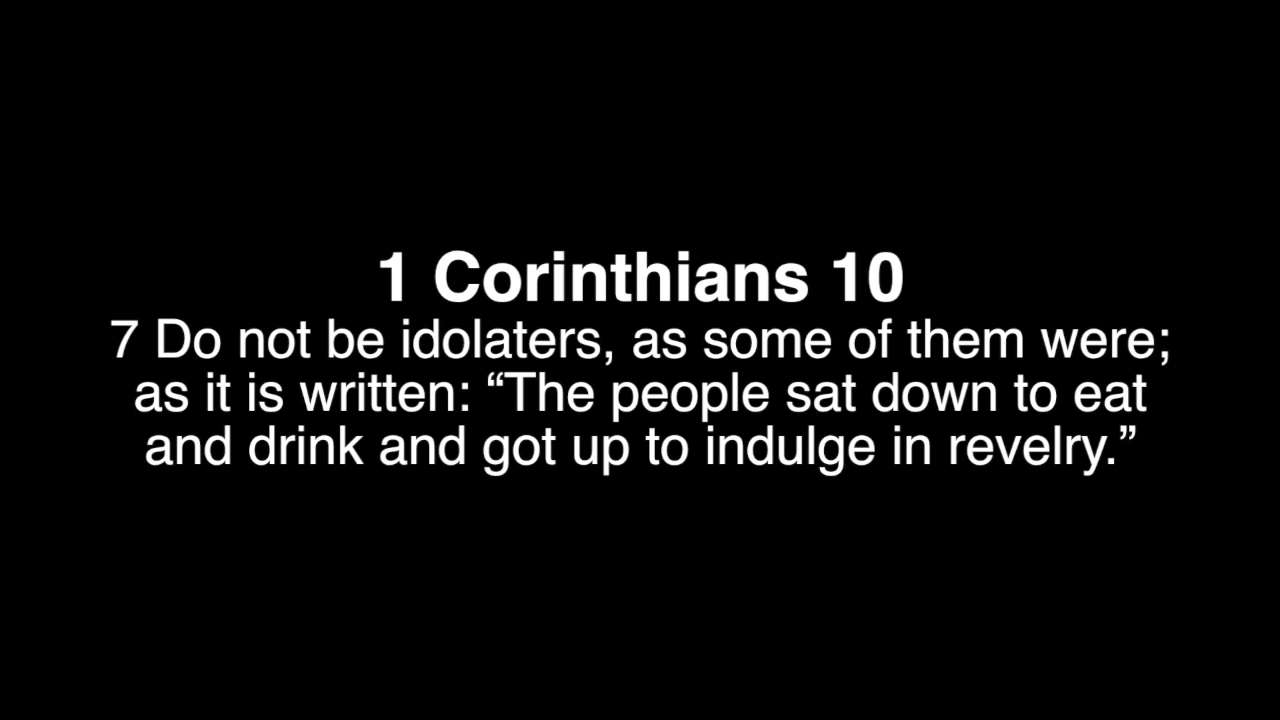 1 Corinthians 10
7 Do not be idolaters, as some of them were;
as it is written: “The people sat down to eat
and drink and got up to indulge in revelry.”